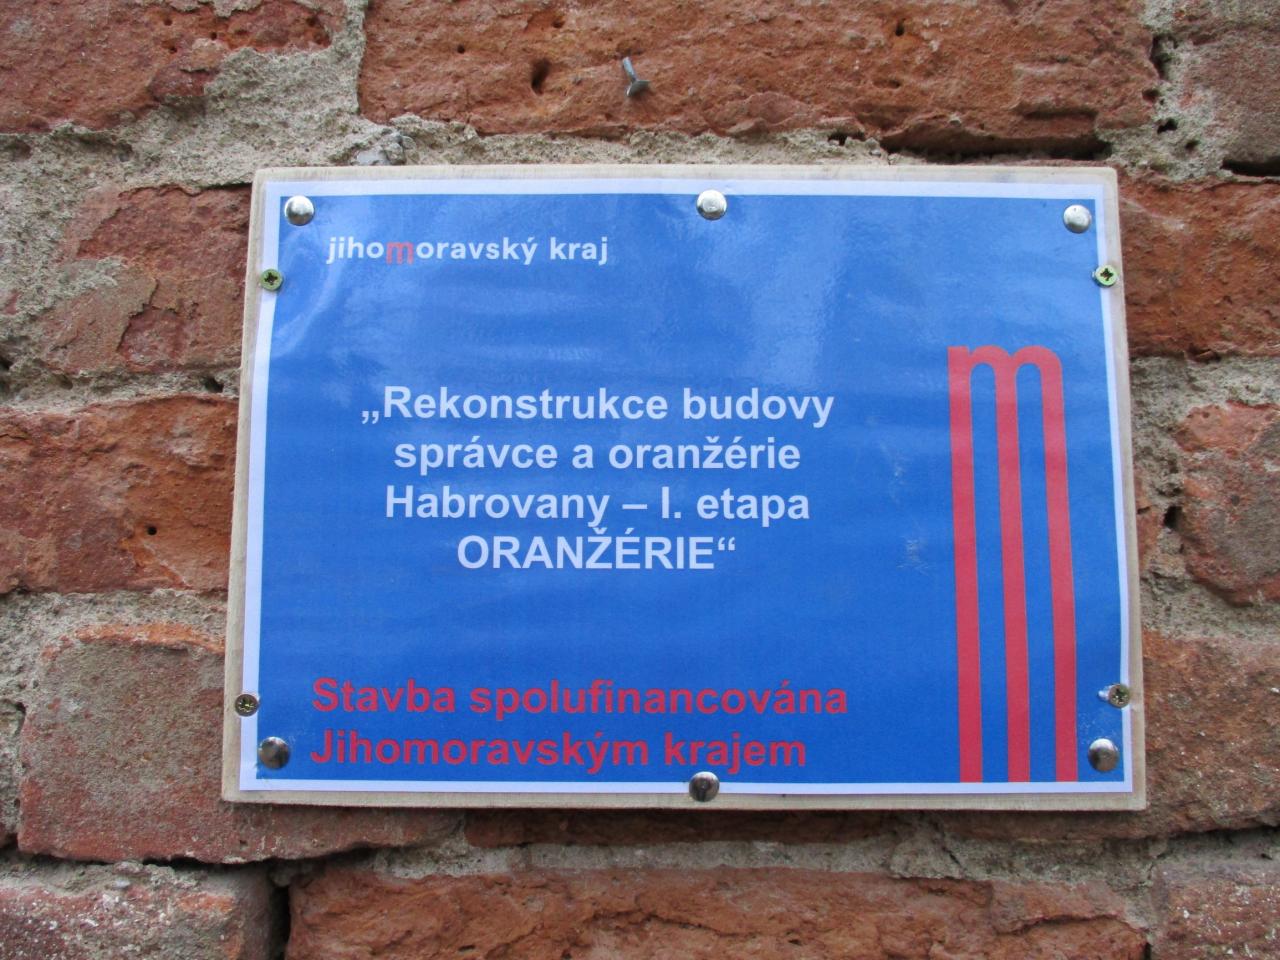 jihomoravský kraj
„Rekonstrukce budovy
správce a oranžérie
Habrovany – I. etapa
ORANŽÉRIE“
m
Stavba spolufinancována
Jihomoravským krajem